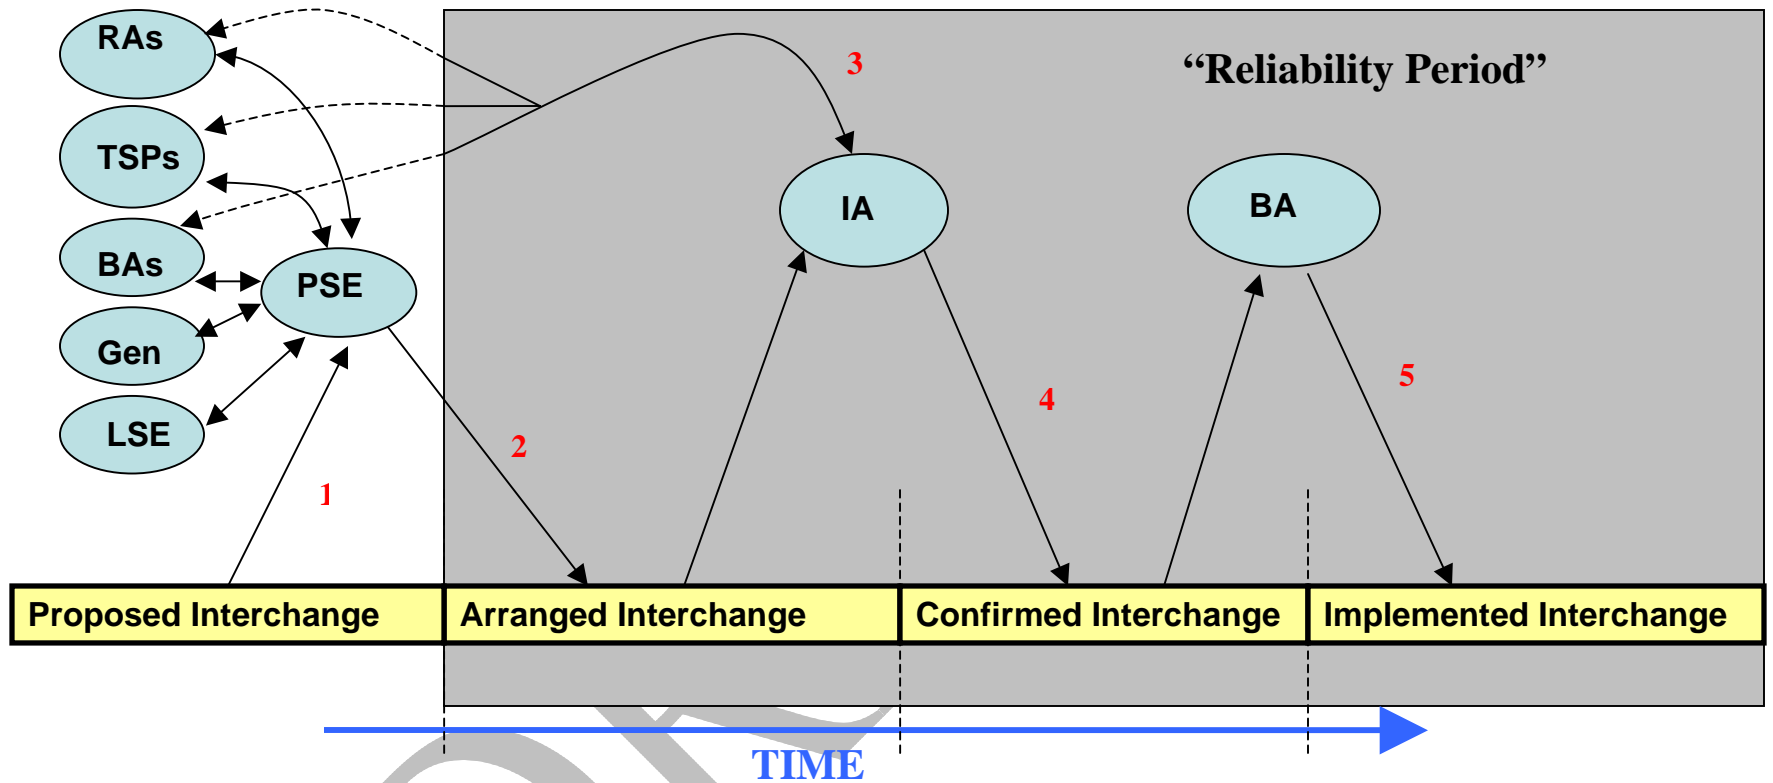 RAs
TSPs
BAs
Gen
LSE
PSE
1
2
3
“Reliability Period”
IA
BA
4
5
Proposed Interchange
Arranged Interchange
Confirmed Interchange
Implemented Interchange
TIME